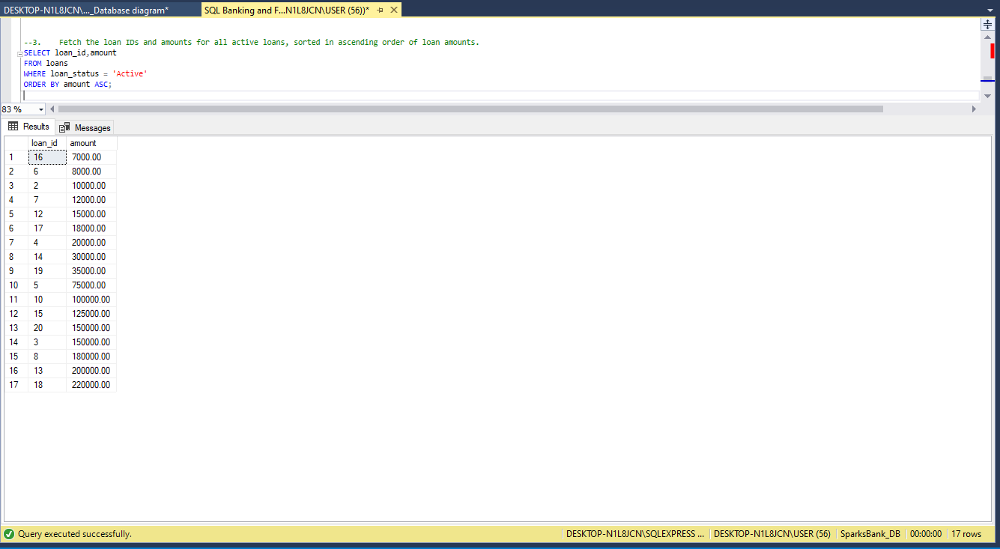 DESKTOP-N1L8JCN\..._Database diagram* SQL Banking and F...N1L8JCN\USER (56))*
--3. Fetch the loan IDs and amounts for all active loans, sorted in ascending order of loan amounts.
SELECT loan_id,amount
FROM loans
WHERE loan_status = 'Active'
ORDER BY amount ASC;
83 %
Results Messages
loan_id amount
1 16 7000.00
2 6 8000.00
3 2 10000.00
4 7 12000.00
5 12 15000.00
6 17 18000.00
7 4 20000.00
8 14 30000.00
9 19 35000.00
10 5 75000.00
11 10 100000.00
12 15 125000.00
13 20 150000.00
14 3 150000.00
15 8 180000.00
16 13 200000.00
17 18 220000.00
Query executed successfully. DESKTOP-N1L8JCN\SQLEXPRESS ... DESKTOP-N1L8JCN\USER (56) SparksBank_DB 00:00:00 17 rows